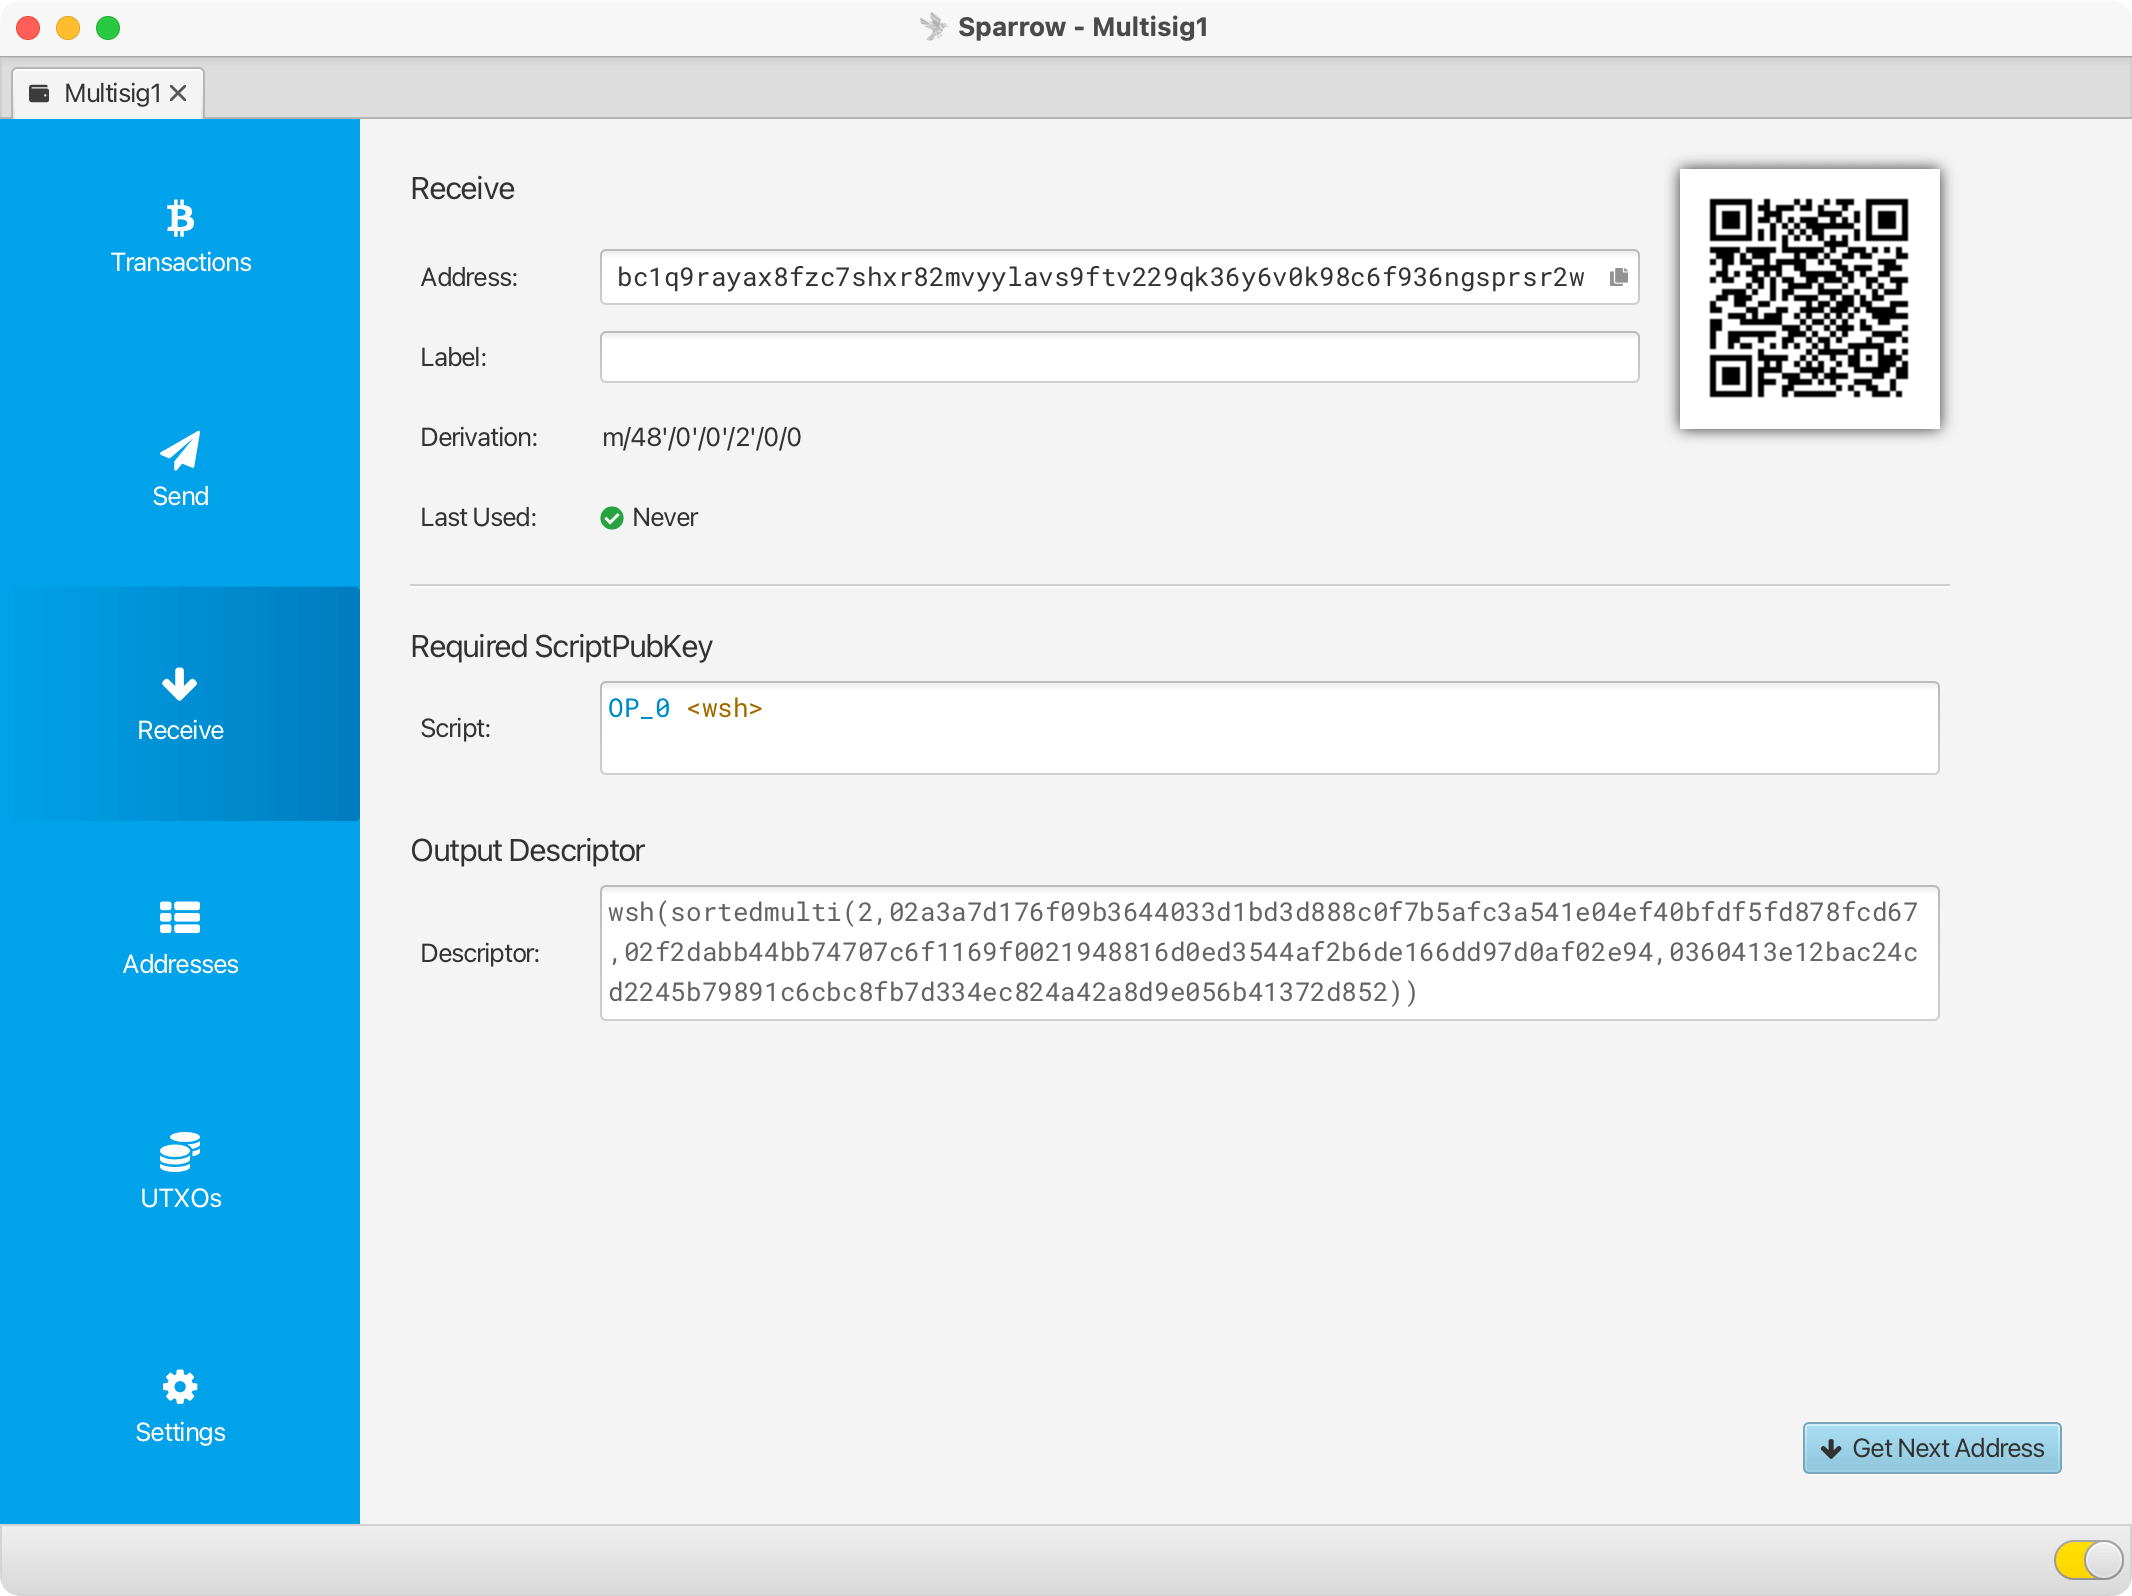 Sparrow - Multisig1
Multisig1
Transactions
Send
Receive
Addresses
UTXOs
Settings
Receive
Address: bc1q9rayax8fzc7shxr82mvyylavs9ftv229qk36y6v0k98c6f936ngsprsr2w
Label:
Derivation: m/48'/0'/0'/2'/0/0
Last Used: Never
Required ScriptPubKey
Script: OP_0 <wsh>
Output Descriptor
Descriptor:
wsh(sortedmulti(2,02a3a7d176f09b3644033d1bd3d888c0f7b5afc3a541e04ef40bfdf5fd878fcd67
,02f2dabb44bb74707c6f1169f0021948816d0ed3544af2b6de166dd97d0af02e94,0360413e12bac24c
d2245b79891c6cbc8fb7d334ec824a42a8d9e056b41372d852))
Get Next Address